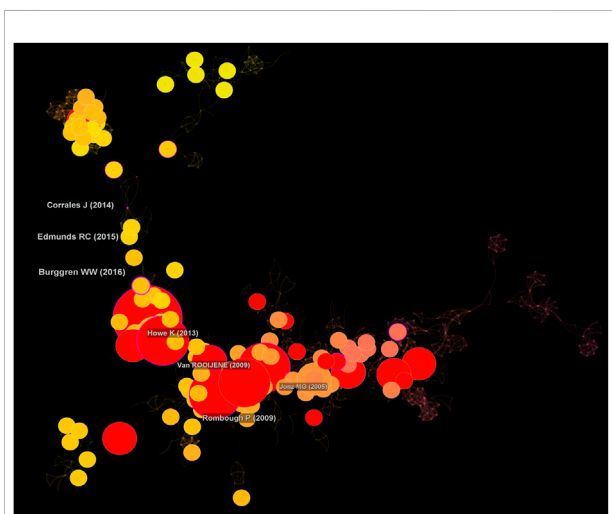 Corrales J (2014)
Edmunds RC (2015)
Burggren WW (2016)
Howe K (2013)
Van ROOIJENE (2009)
Jonz MG (2006)
Rombough P (2009)